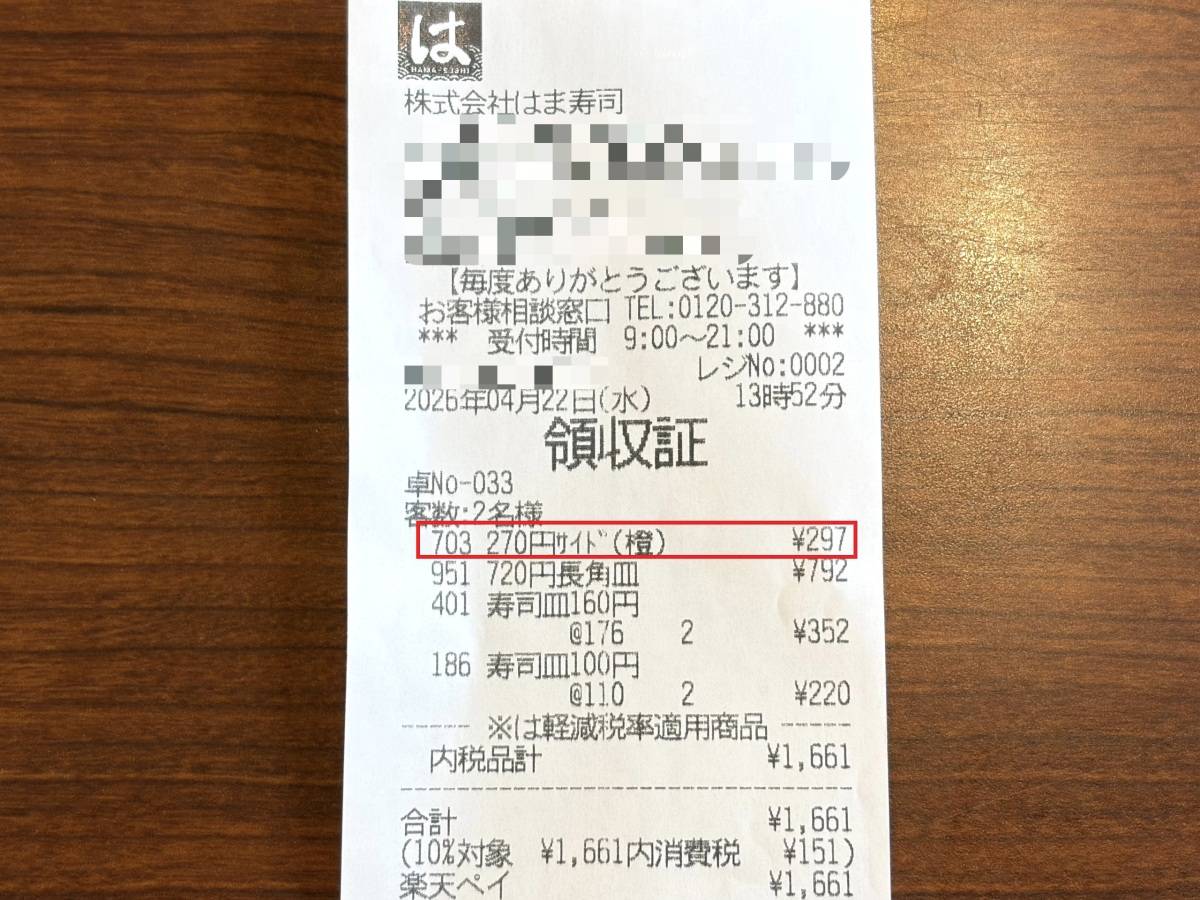 は
HAMA-SUSHI
株式会社はま寿司
【毎度ありがとうございます】
お客様相談窓口 TEL:0120-312-880
*** 受付時間 9:00～21:00 ***
レジNo:0002
2026年04月22日(水) 13時52分
領収証
卓No-033
客数:2名様
703 270円ｻｲﾄﾞ(橙) ¥297
951 720円長角皿 ¥792
401 寿司皿160円
@176 2 ¥352
186 寿司皿100円
@110 2 ¥220
------ ※は軽減税率適用商品 ------
内税品計 ¥1,661
合計 ¥1,661
(10%対象 ¥1,661内消費税 ¥151)
楽天ペイ ¥1,661